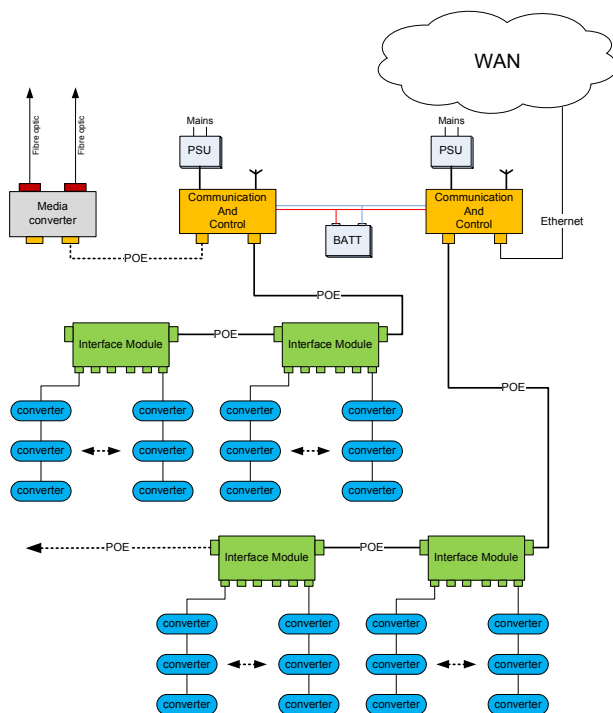 WAN
Mains
Mains
PSU
PSU
Fibre optic
Fibre optic
Media
converter
Communication
And
Control
Communication
And
Control
BATT
Ethernet
POE
POE
Interface Module
POE
Interface Module
POE
converter
converter
converter
converter
converter
converter
converter
converter
converter
converter
converter
converter
POE
Interface Module
POE
Interface Module
converter
converter
converter
converter
converter
converter
converter
converter
converter
converter
converter
converter